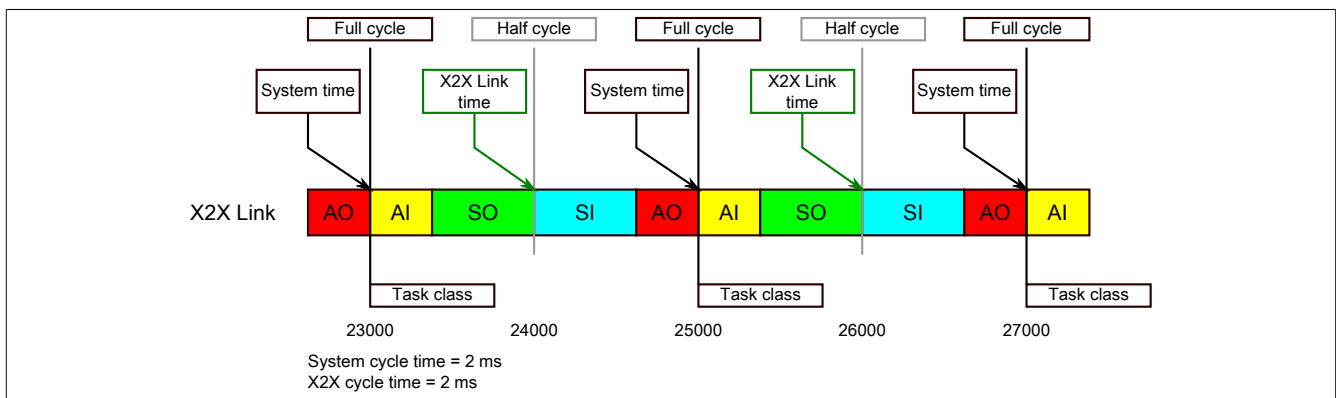 Full cycle Half cycle Full cycle Half cycle Full cycle
System time X2X Link time System time X2X Link time System time
X2X Link AO AI SO SI AO AI SO SI AO AI
Task class Task class Task class
23000 24000 25000 26000 27000
System cycle time = 2 ms
X2X cycle time = 2 ms